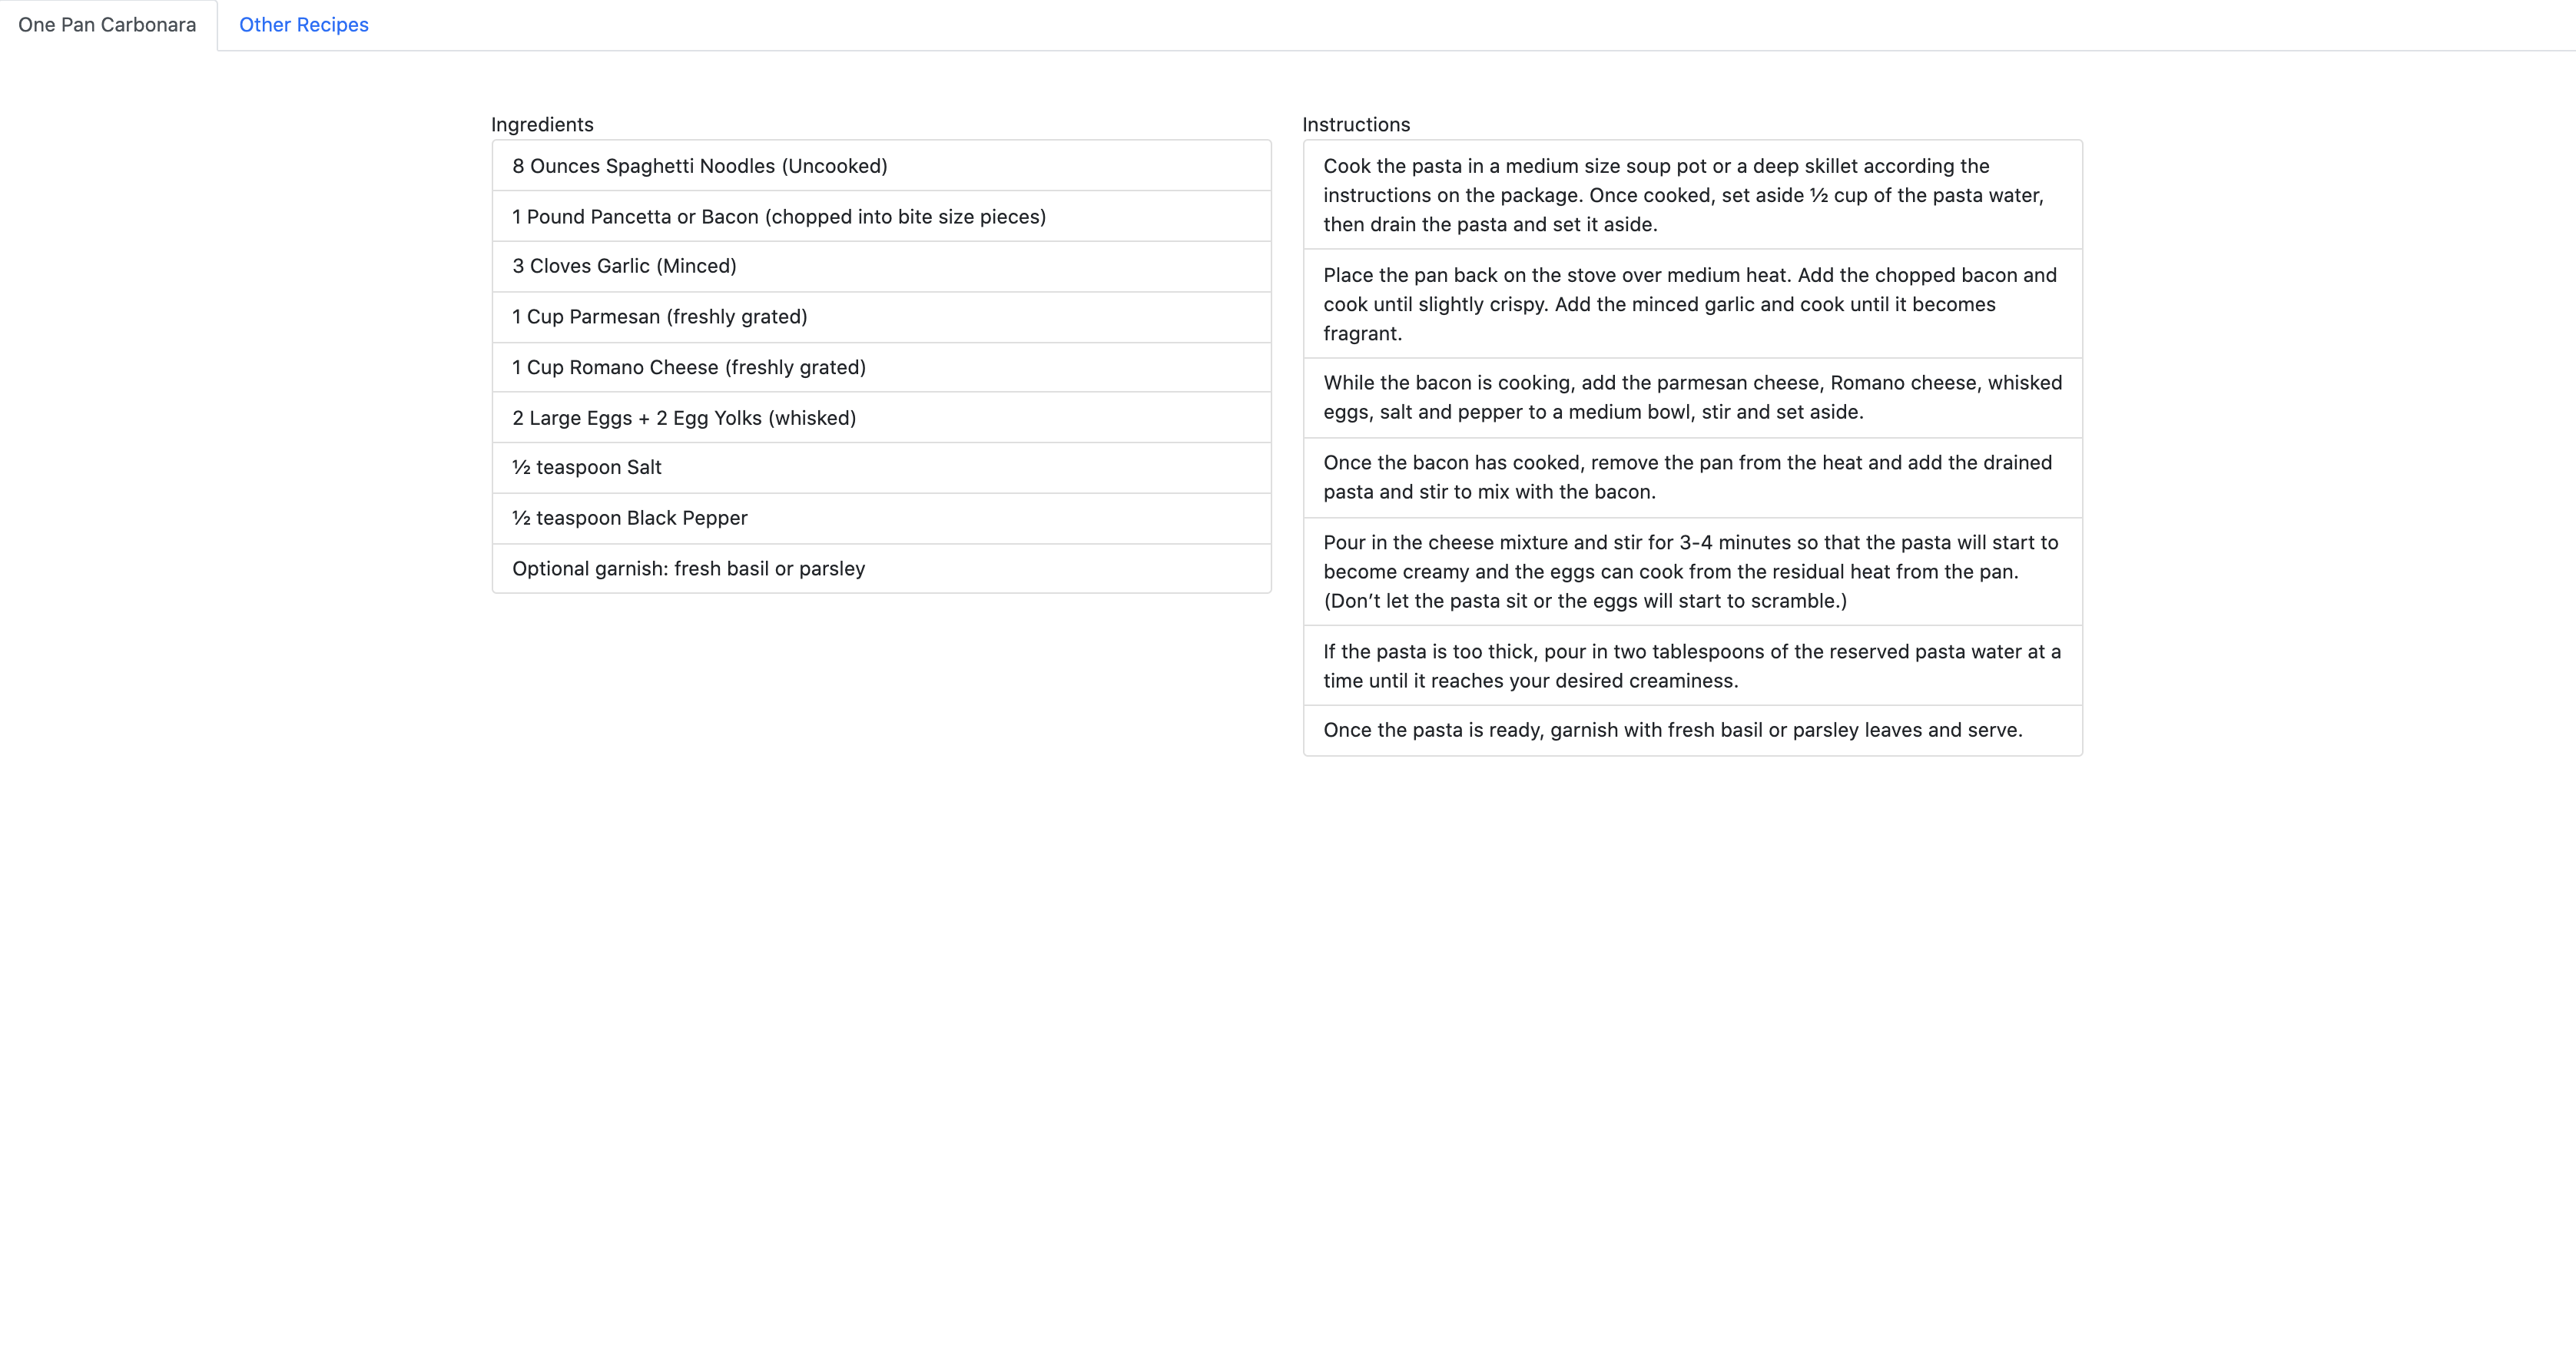 One Pan Carbonara
Other Recipes
Ingredients
8 Ounces Spaghetti Noodles (Uncooked)
1 Pound Pancetta or Bacon (chopped into bite size pieces)
3 Cloves Garlic (Minced)
1 Cup Parmesan (freshly grated)
1 Cup Romano Cheese (freshly grated)
2 Large Eggs + 2 Egg Yolks (whisked)
½ teaspoon Salt
½ teaspoon Black Pepper
Optional garnish: fresh basil or parsley
Instructions
Cook the pasta in a medium size soup pot or a deep skillet according the
instructions on the package. Once cooked, set aside ½ cup of the pasta water,
then drain the pasta and set it aside.
Place the pan back on the stove over medium heat. Add the chopped bacon and
cook until slightly crispy. Add the minced garlic and cook until it becomes
fragrant.
While the bacon is cooking, add the parmesan cheese, Romano cheese, whisked
eggs, salt and pepper to a medium bowl, stir and set aside.
Once the bacon has cooked, remove the pan from the heat and add the drained
pasta and stir to mix with the bacon.
Pour in the cheese mixture and stir for 3-4 minutes so that the pasta will start to
become creamy and the eggs can cook from the residual heat from the pan.
(Don’t let the pasta sit or the eggs will start to scramble.)
If the pasta is too thick, pour in two tablespoons of the reserved pasta water at a
time until it reaches your desired creaminess.
Once the pasta is ready, garnish with fresh basil or parsley leaves and serve.